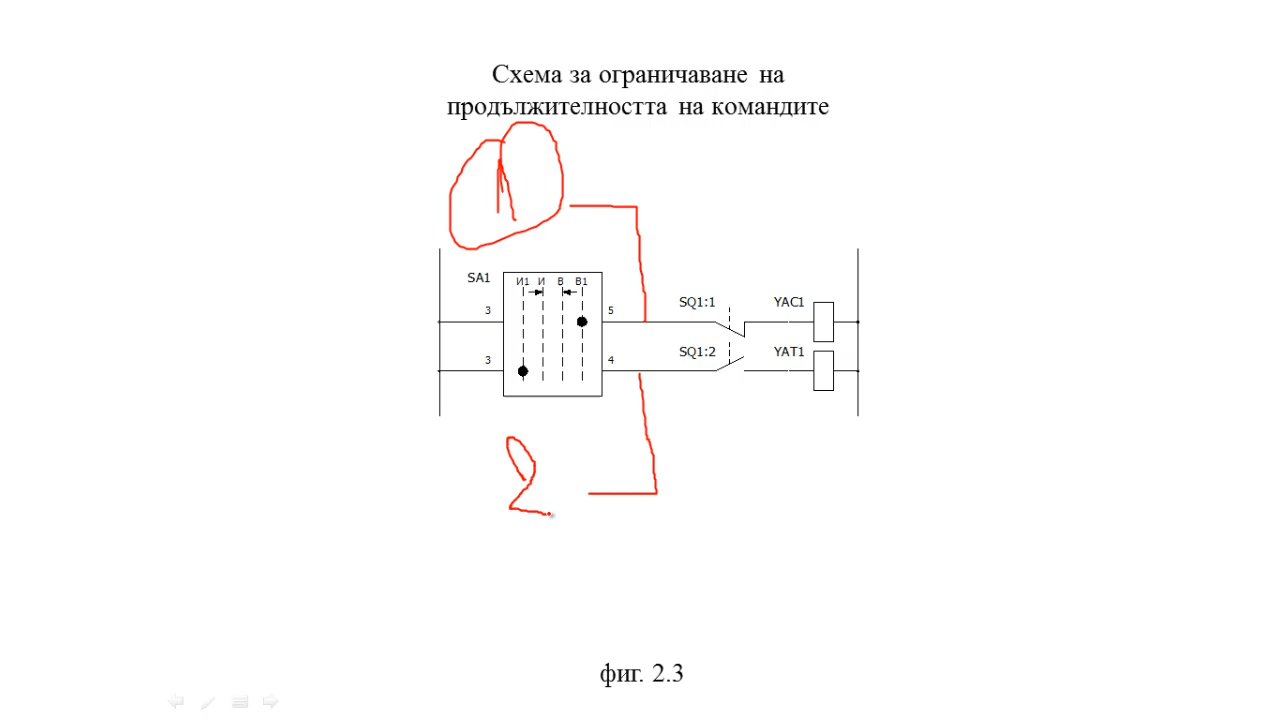 Схема за ограничаване на
продължителността на командите
SA1
И1 И В В1
3
5
SQ1:1
YAC1
3
4
SQ1:2
YAT1
2
фиг. 2.3